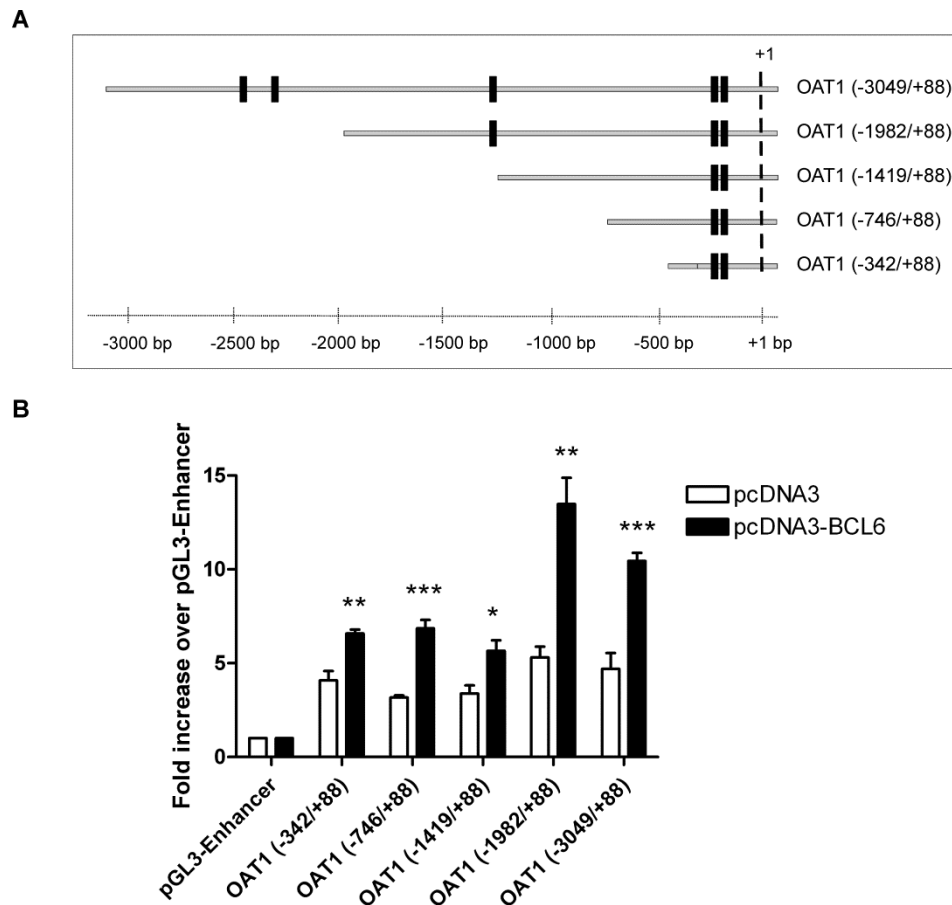 A
+1
OAT1 (-3049/+88)
OAT1 (-1982/+88)
OAT1 (-1419/+88)
OAT1 (-746/+88)
OAT1 (-342/+88)
-3000 bp -2500 bp -2000 bp -1500 bp -1000 bp -500 bp +1 bp
B
Fold increase over pGL3-Enhancer
15
10
5
0
** *** * ** ***
pcDNA3
pcDNA3-BCL6
pGL3-Enhancer
OAT1 (-342/+88)
OAT1 (-746/+88)
OAT1 (-1419/+88)
OAT1 (-1982/+88)
OAT1 (-3049/+88)